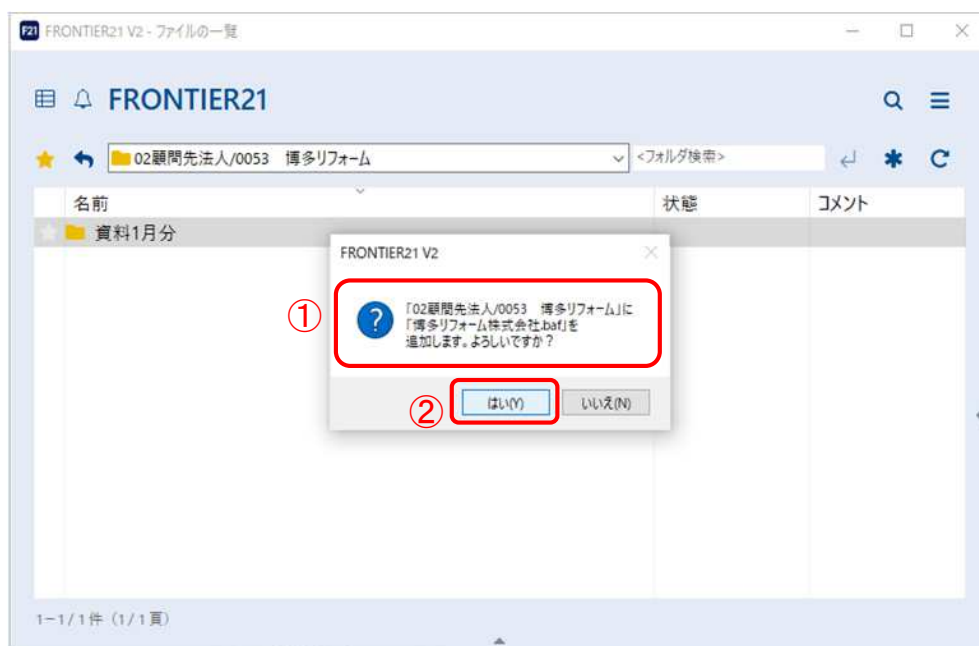 F21 FRONTIER21 V2 - ファイルの一覧
FRONTIER21
02顧問先法人/0053　博多リフォーム
<フォルダ検索>
名前 状態 コメント
資料1月分
FRONTIER21 V2
①
「02顧問先法人/0053　博多リフォーム」に
「博多リフォーム株式会社.baf」を
追加します。よろしいですか？
②
はい(Y) いいえ(N)
1-1/1件 (1/1頁)